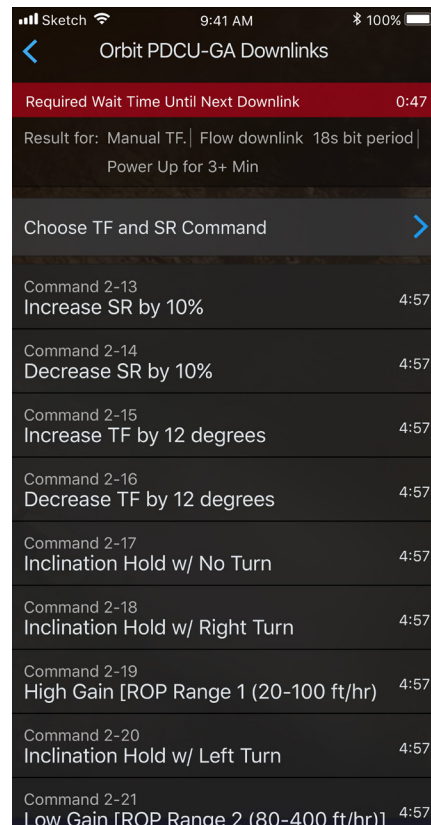 Sketch 9:41 AM 100%
Orbit PDCU-GA Downlinks
Required Wait Time Until Next Downlink 0:47
Result for: Manual TF. | Flow downlink 18s bit period |
Power Up for 3+ Min
Choose TF and SR Command
Command 2-13
Increase SR by 10% 4:57
Command 2-14
Decrease SR by 10% 4:57
Command 2-15
Increase TF by 12 degrees 4:57
Command 2-16
Decrease TF by 12 degrees 4:57
Command 2-17
Inclination Hold w/ No Turn 4:57
Command 2-18
Inclination Hold w/ Right Turn 4:57
Command 2-19
High Gain [ROP Range 1 (20-100 ft/hr) 4:57
Command 2-20
Inclination Hold w/ Left Turn 4:57
Command 2-21
Low Gain [ROP Range 2 (80-400 ft/hr)] 4:57